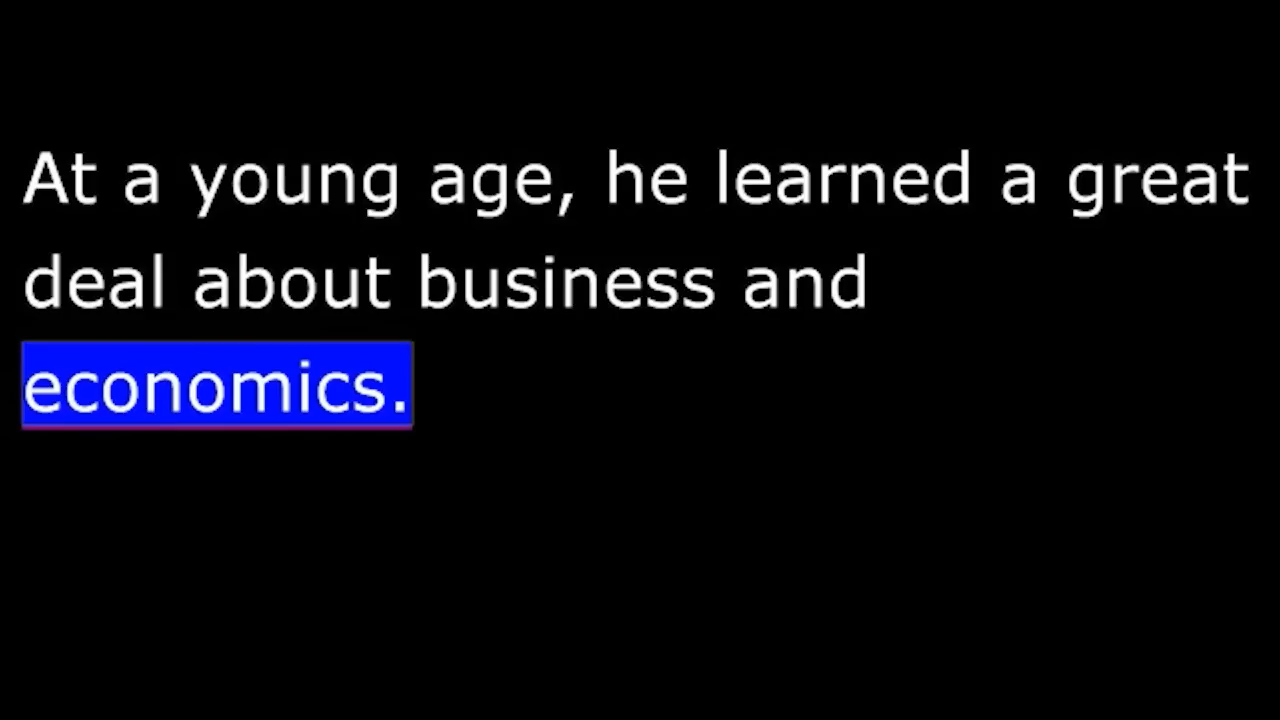 At a young age, he learned a great
deal about business and
economics.